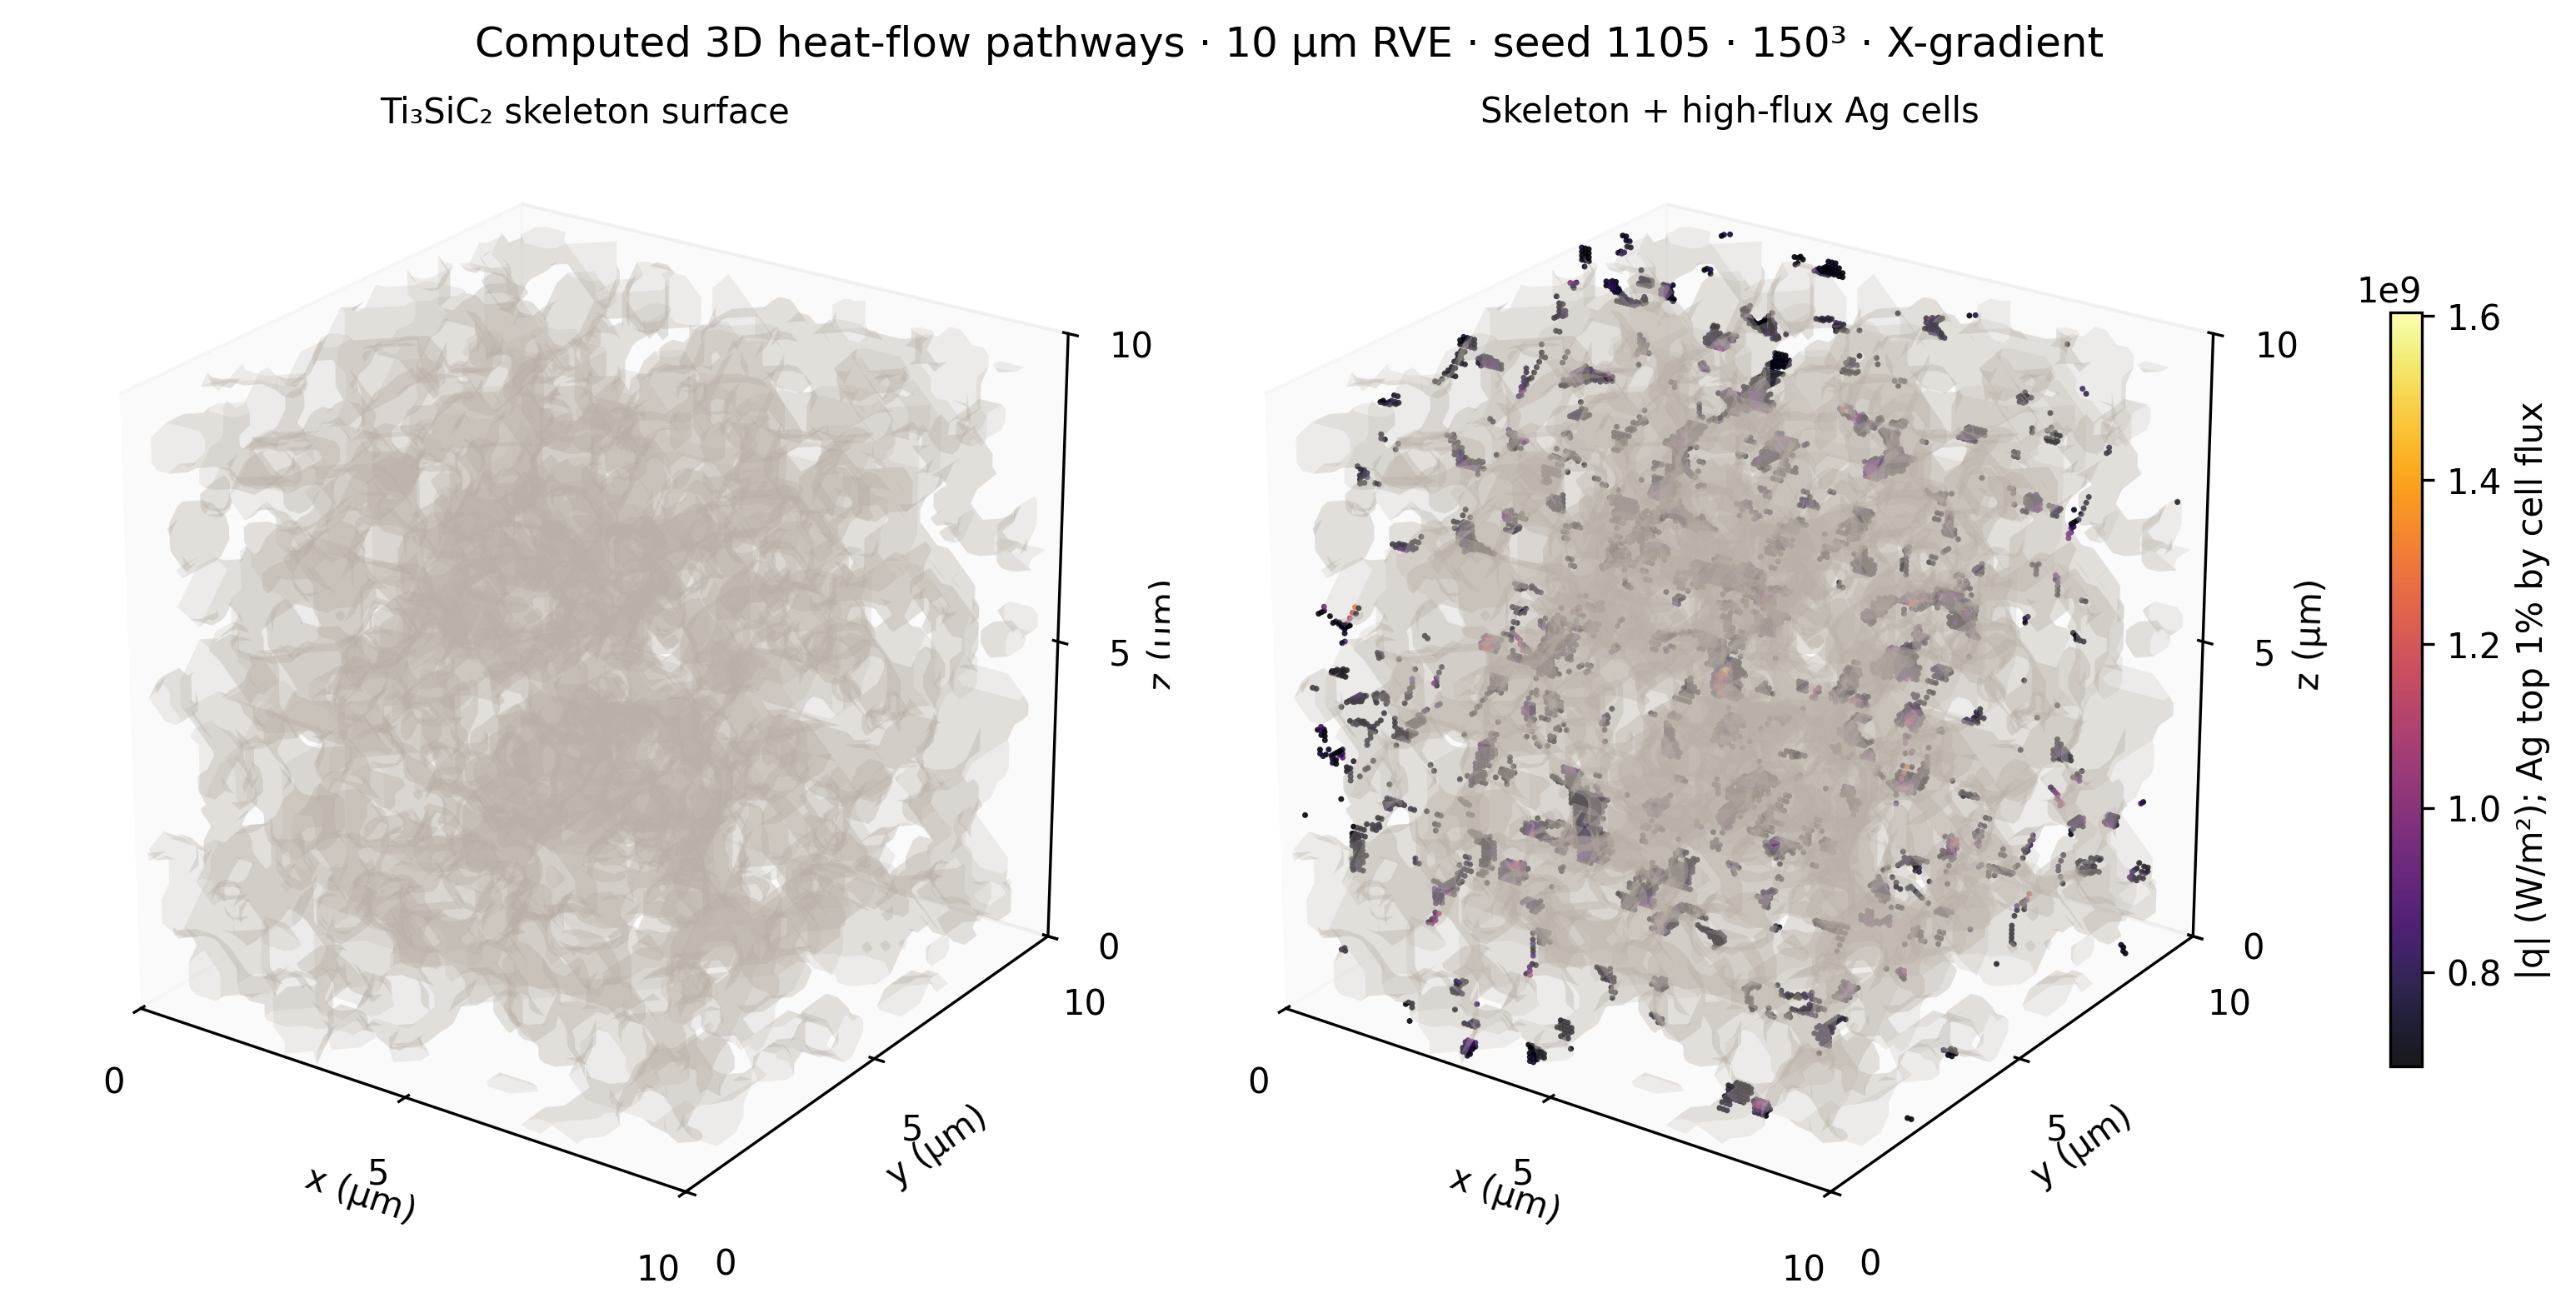 Computed 3D heat-flow pathways · 10 µm RVE · seed 1105 · 150³ · X-gradient
Ti₃SiC₂ skeleton surface
10
5
z (µm)
0
10
5
y (µm)
0
0
5
x (µm)
10
Skeleton + high-flux Ag cells
10
5
z (µm)
0
10
5
y (µm)
0
0
5
x (µm)
10
1e9
1.6
1.4
1.2
1.0
0.8
|q| (W/m²); Ag top 1% by cell flux